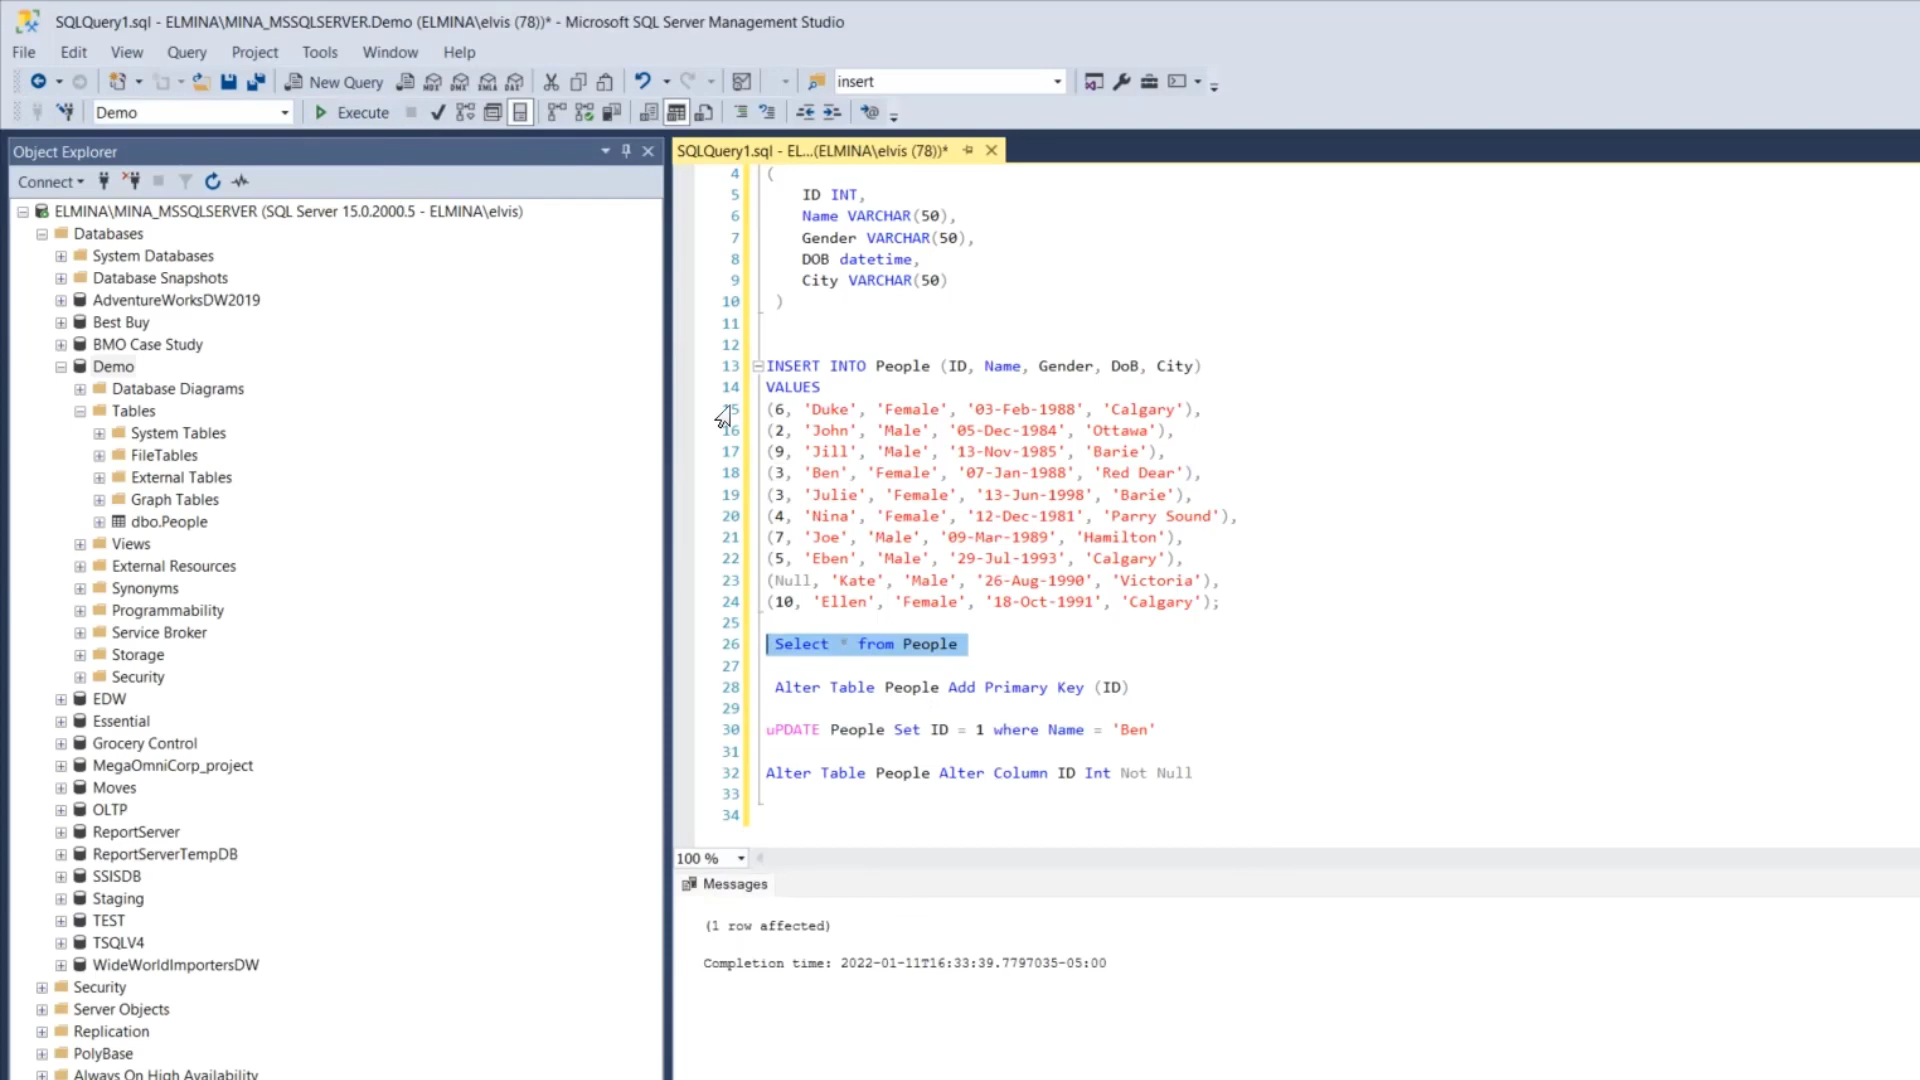 SQLQuery1.sql - ELMINA\MINA_MSSQLSERVER.Demo (ELMINA\elvis (78))* - Microsoft SQL Server Management Studio
File Edit View Query Project Tools Window Help
New Query MDX DMX XMLA DAX insert
Demo Execute
Object Explorer
Connect
ELMINA\MINA_MSSQLSERVER (SQL Server 15.0.2000.5 - ELMINA\elvis)
Databases
System Databases
Database Snapshots
AdventureWorksDW2019
Best Buy
BMO Case Study
Demo
Database Diagrams
Tables
System Tables
FileTables
External Tables
Graph Tables
dbo.People
Views
External Resources
Synonyms
Programmability
Service Broker
Storage
Security
EDW
Essential
Grocery Control
MegaOmniCorp_project
Moves
OLTP
ReportServer
ReportServerTempDB
SSISDB
Staging
TEST
TSQLV4
WideWorldImportersDW
Security
Server Objects
Replication
PolyBase
Always On High Availability
SQLQuery1.sql - EL...(ELMINA\elvis (78))*
4 (
5 ID INT,
6 Name VARCHAR(50),
7 Gender VARCHAR(50),
8 DOB datetime,
9 City VARCHAR(50)
10 )
11
12
13 INSERT INTO People (ID, Name, Gender, DoB, City)
14 VALUES
15 (6, 'Duke', 'Female', '03-Feb-1988', 'Calgary'),
16 (2, 'John', 'Male', '05-Dec-1984', 'Ottawa'),
17 (9, 'Jill', 'Male', '13-Nov-1985', 'Barie'),
18 (3, 'Ben', 'Female', '07-Jan-1988', 'Red Dear'),
19 (3, 'Julie', 'Female', '13-Jun-1998', 'Barie'),
20 (4, 'Nina', 'Female', '12-Dec-1981', 'Parry Sound'),
21 (7, 'Joe', 'Male', '09-Mar-1989', 'Hamilton'),
22 (5, 'Eben', 'Male', '29-Jul-1993', 'Calgary'),
23 (Null, 'Kate', 'Male', '26-Aug-1990', 'Victoria'),
24 (10, 'Ellen', 'Female', '18-Oct-1991', 'Calgary');
25
26 Select * from People
27
28 Alter Table People Add Primary Key (ID)
29
30 uPDATE People Set ID = 1 where Name = 'Ben'
31
32 Alter Table People Alter Column ID Int Not Null
33
34
100 %
Messages
(1 row affected)
Completion time: 2022-01-11T16:33:39.7797035-05:00